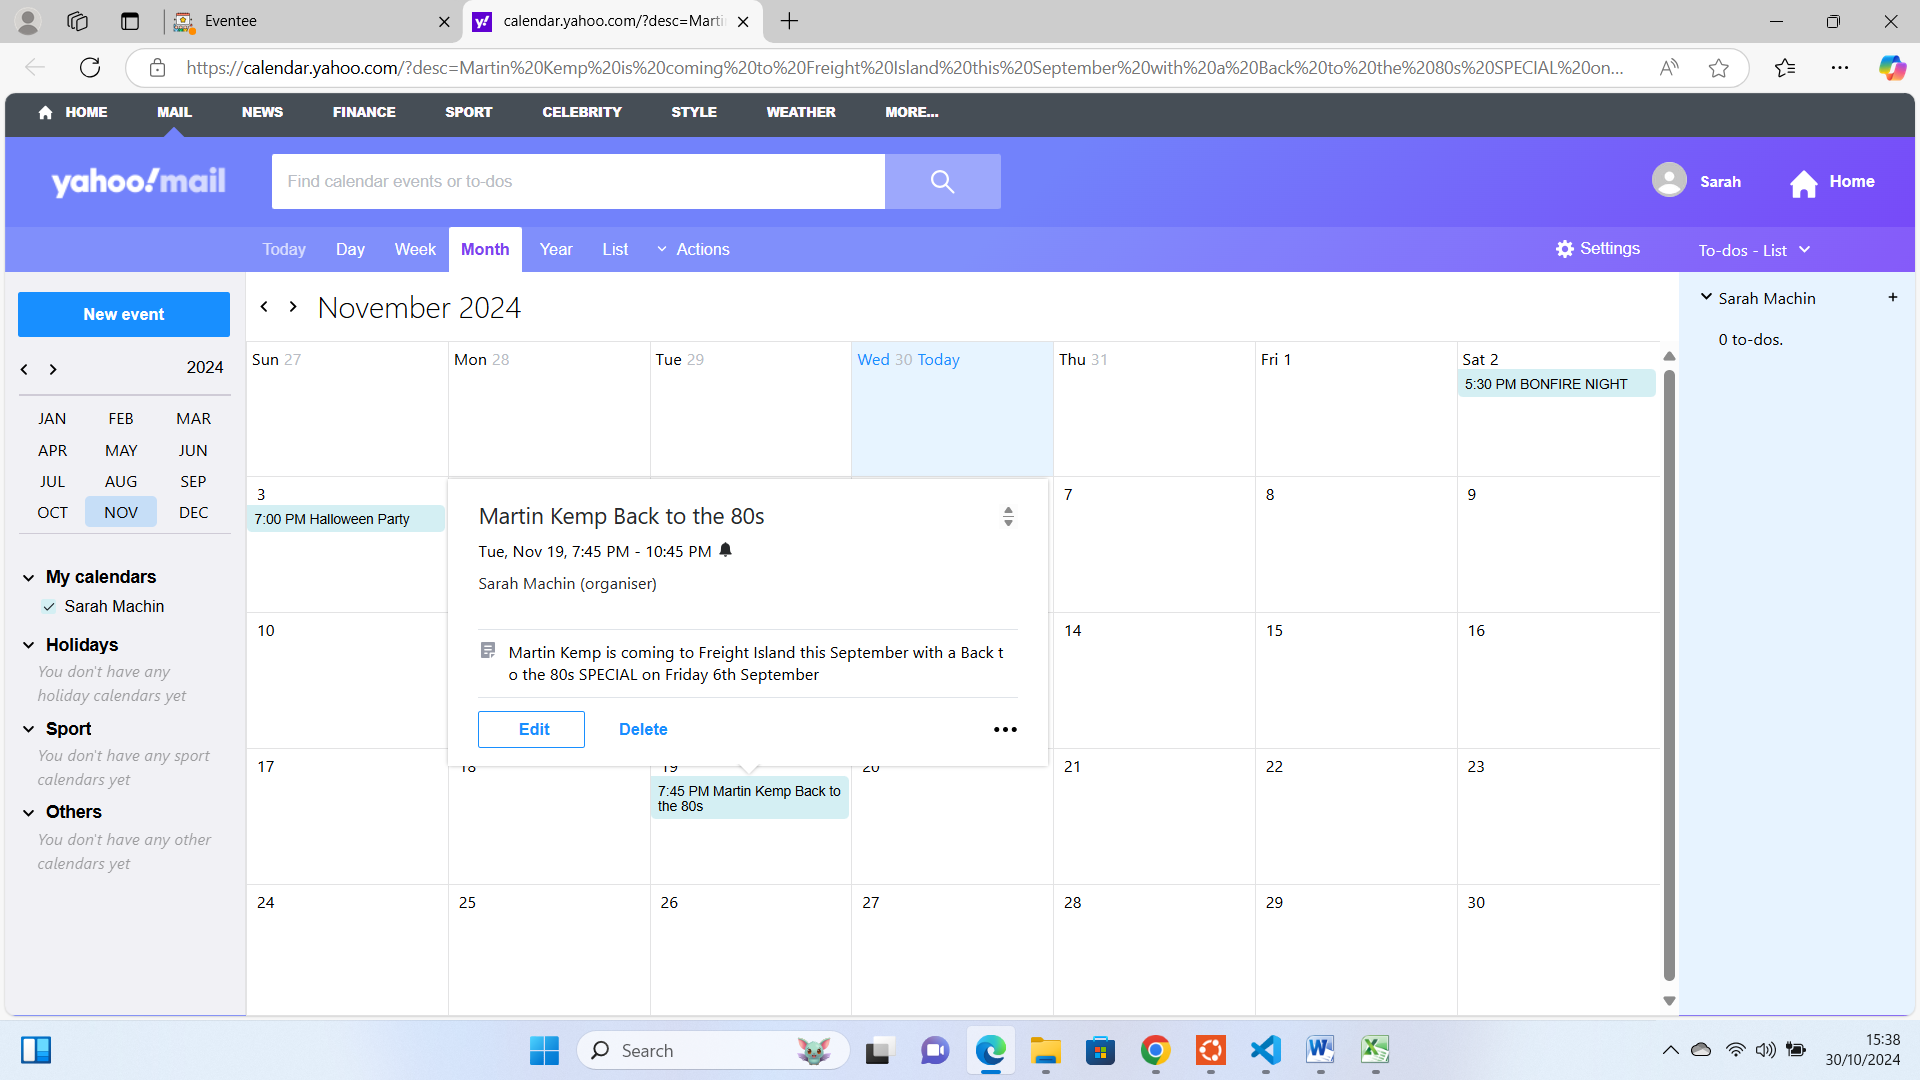 Eventee
calendar.yahoo.com/?desc=Marti
https://calendar.yahoo.com/?desc=Martin%20Kemp%20is%20coming%20to%20Freight%20Island%20this%20September%20with%20a%20Back%20to%20the%2080s%20SPECIAL%20on...
HOME MAIL NEWS FINANCE SPORT CELEBRITY STYLE WEATHER MORE...
yahoo!mail
Find calendar events or to-dos
Sarah
Home
Today Day Week Month Year List Actions
Settings
To-dos - List
New event
November 2024
Sarah Machin +
0 to-dos.
2024
JAN FEB MAR
APR MAY JUN
JUL AUG SEP
OCT NOV DEC
My calendars
Sarah Machin
Holidays
You don't have any
holiday calendars yet
Sport
You don't have any sport
calendars yet
Others
You don't have any other
calendars yet
Sun 27 Mon 28 Tue 29 Wed 30 Today Thu 31 Fri 1 Sat 2
5:30 PM BONFIRE NIGHT
3 7 8 9
7:00 PM Halloween Party
Martin Kemp Back to the 80s
Tue, Nov 19, 7:45 PM - 10:45 PM
Sarah Machin (organiser)
Martin Kemp is coming to Freight Island this September with a Back t
o the 80s SPECIAL on Friday 6th September
Edit Delete
10 14 15 16
17 18 19 20 21 22 23
7:45 PM Martin Kemp Back to
the 80s
24 25 26 27 28 29 30
Search
15:38
30/10/2024